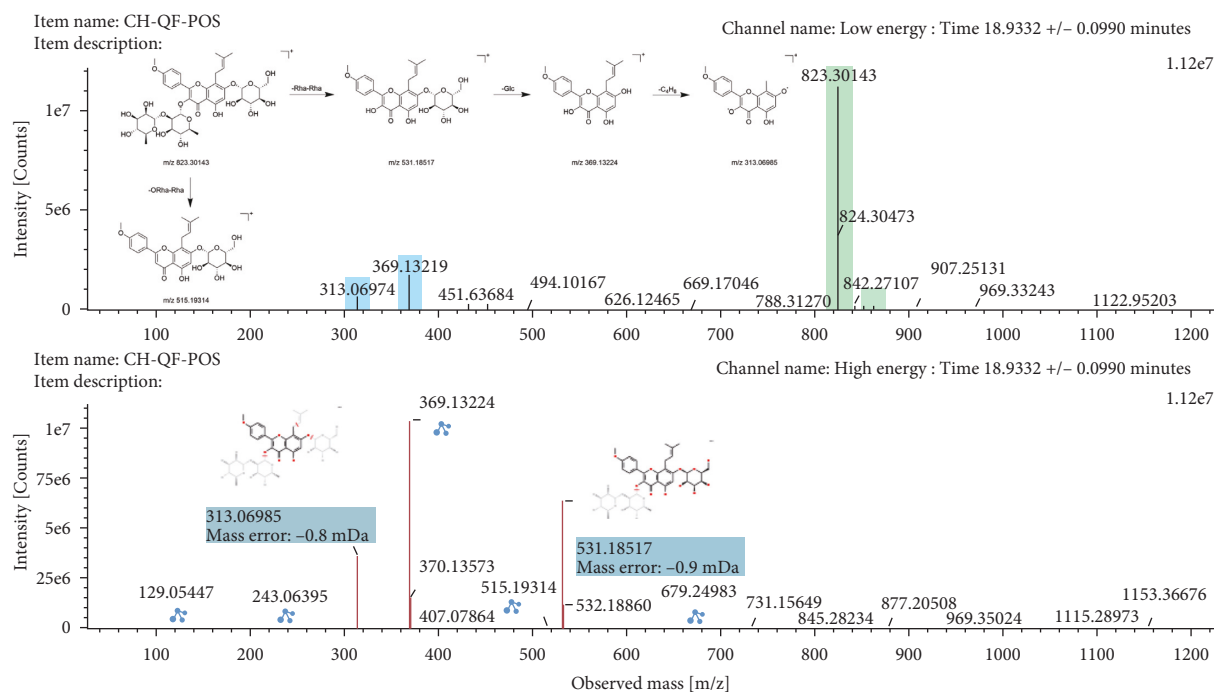 Item name: CH-QF-POS
Item description:
Channel name: Low energy : Time 18.9332 +/− 0.0990 minutes
1.12e7
-Rha-Rha
-Glc
-C₄H₈
m/z 823.30143
m/z 531.18517
m/z 369.13224
m/z 313.06985
-ORha-Rha
m/z 515.19314
Intensity [Counts]
1e7
5e6
0
823.30143
824.30473
313.06974
369.13219
451.63684
494.10167
626.12465
669.17046
788.31270
842.27107
907.25131
969.33243
1122.95203
100 200 300 400 500 600 700 800 900 1000 1100 1200
Item name: CH-QF-POS
Item description:
Channel name: High energy : Time 18.9332 +/− 0.0990 minutes
1.12e7
Intensity [Counts]
1e7
75e6
5e6
25e6
0
369.13224
313.06985
Mass error: −0.8 mDa
531.18517
Mass error: −0.9 mDa
129.05447
243.06395
370.13573
407.07864
515.19314
532.18860
679.24983
731.15649
845.28234
877.20508
969.35024
1115.28973
1153.36676
100 200 300 400 500 600 700 800 900 1000 1100 1200
Observed mass [m/z]